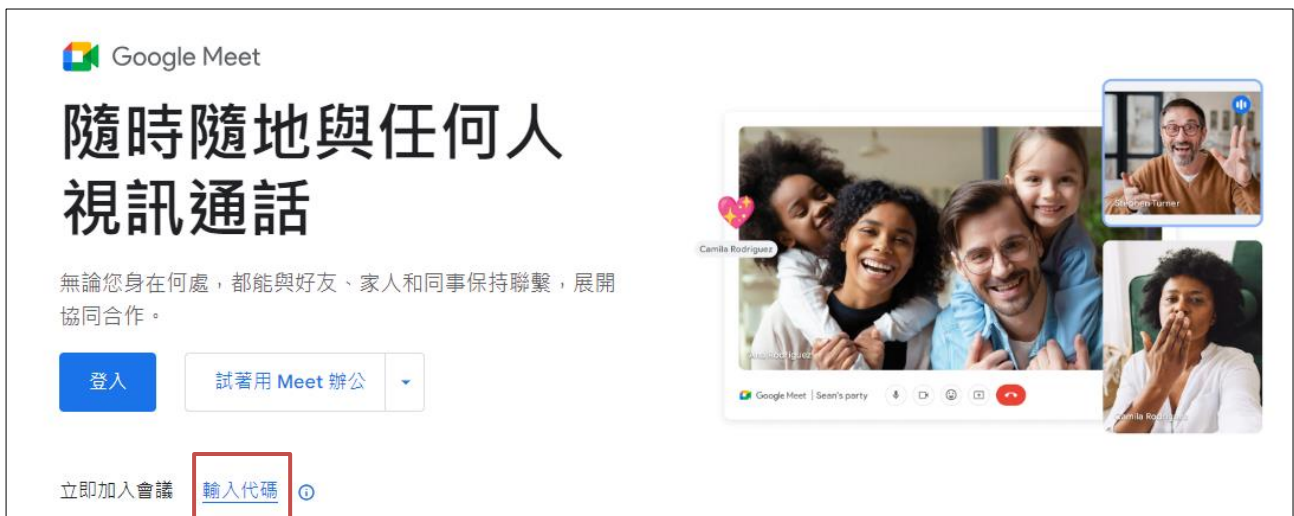 Google Meet
隨時隨地與任何人
視訊通話
無論您身在何處，都能與好友、家人和同事保持聯繫，展開
協同合作。
登入
試著用 Meet 辦公
立即加入會議 輸入代碼
Stephen Turner
Camila Rodriguez
Google Meet | Sean's party
Camila Rodriguez